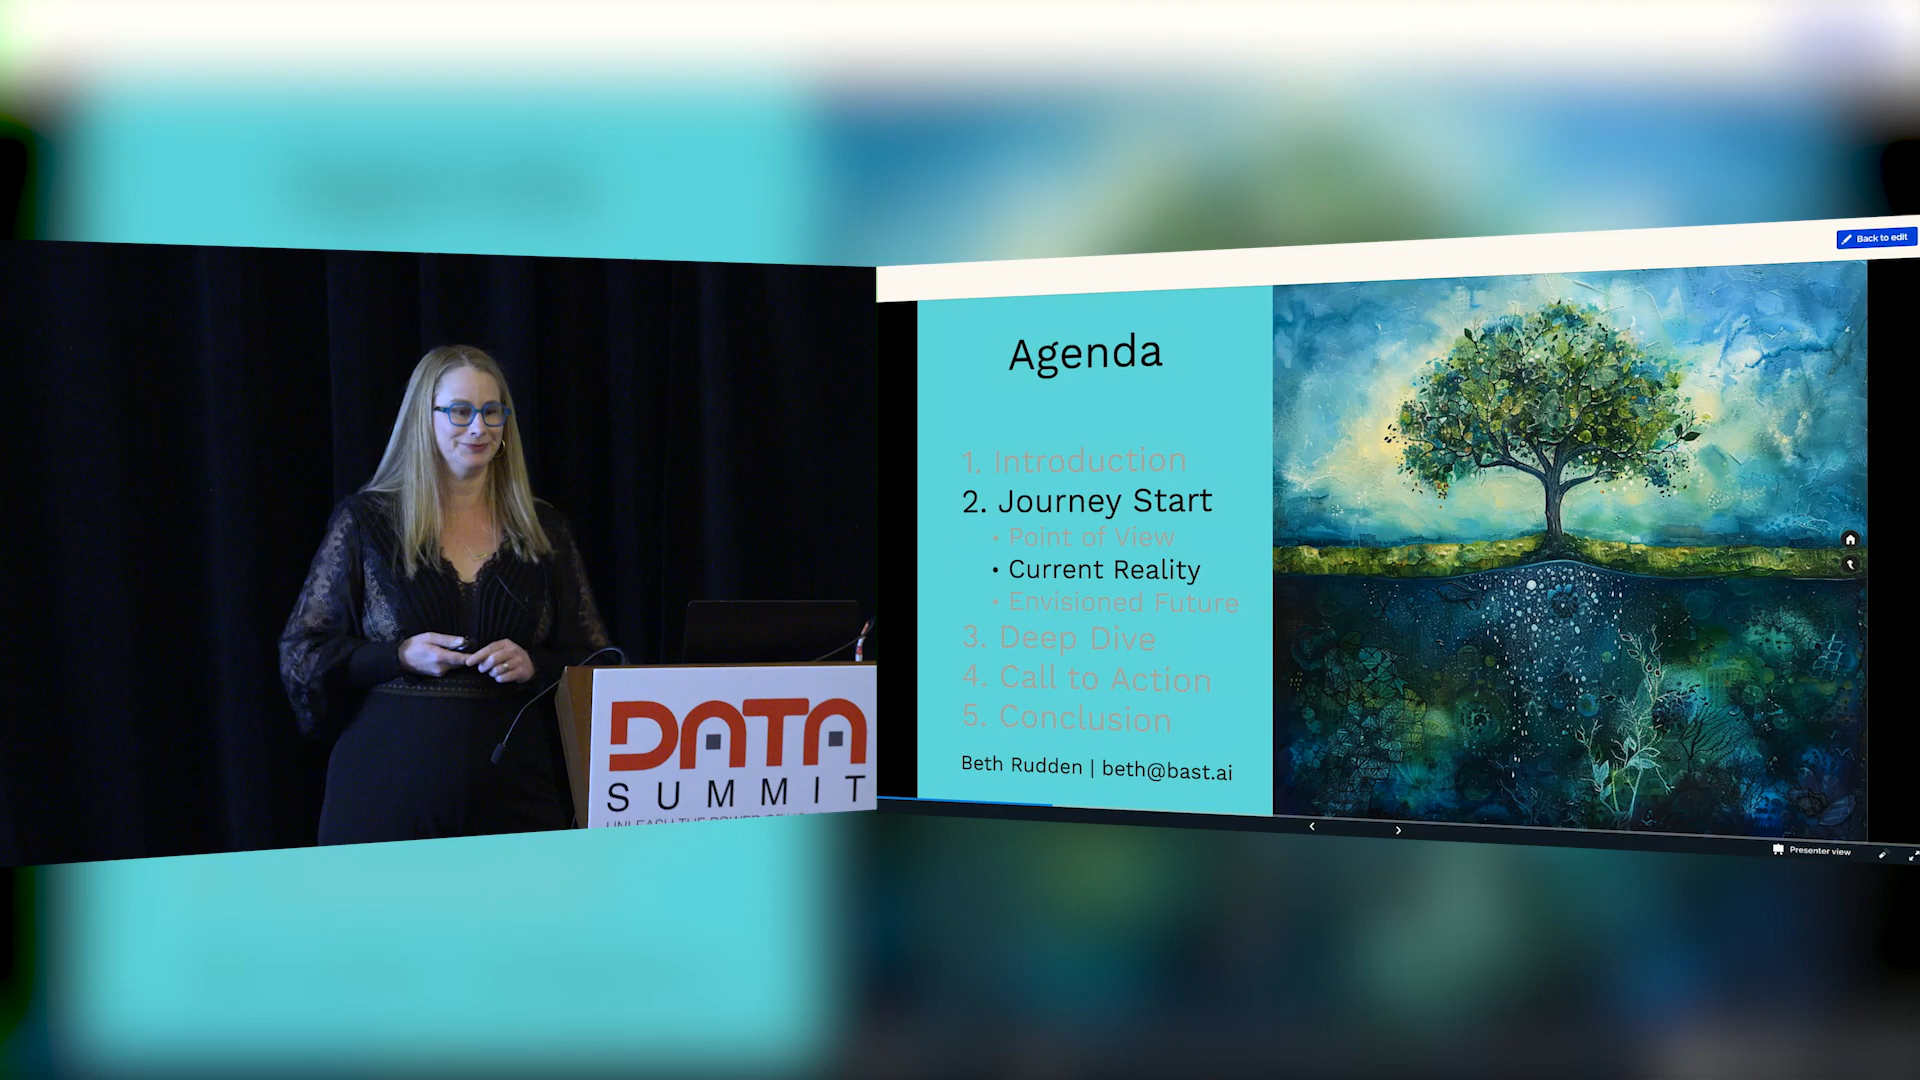 DATA
SUMMIT
Back to edit
Agenda
1. Introduction
2. Journey Start
• Point of View
• Current Reality
• Envisioned Future
3. Deep Dive
4. Call to Action
5. Conclusion
Beth Rudden | beth@bast.ai
Presenter view